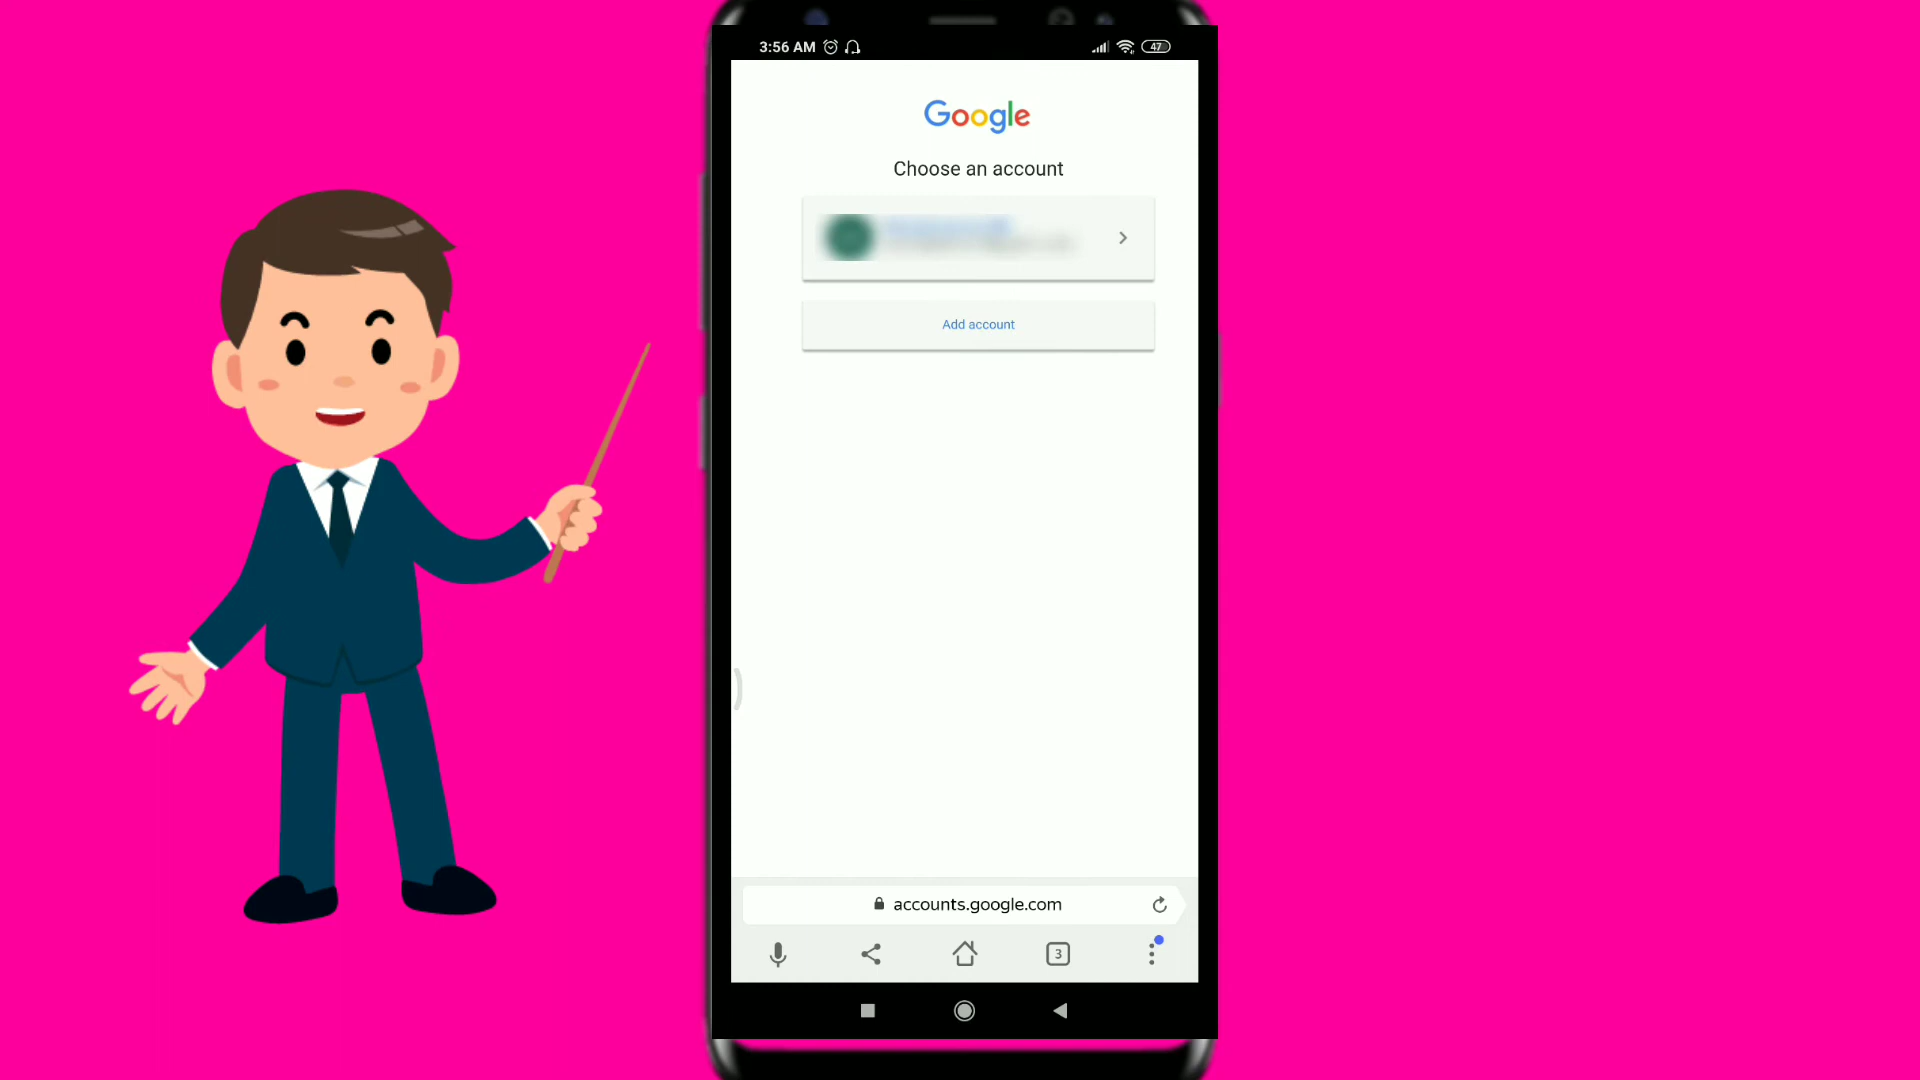 3:56 AM
47
Google
Choose an account
Add account
accounts.google.com
3